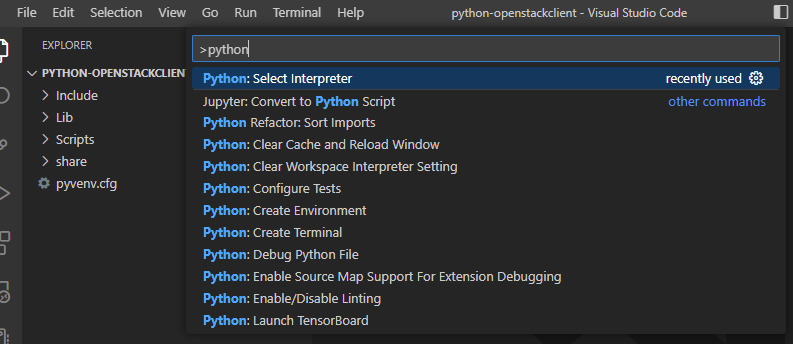 File Edit Selection View Go Run Terminal Help python-openstackclient - Visual Studio Code
EXPLORER
PYTHON-OPENSTACKCLIENT
Include
Lib
Scripts
share
pyvenv.cfg
>python
Python: Select Interpreter recently used
Jupyter: Convert to Python Script other commands
Python Refactor: Sort Imports
Python: Clear Cache and Reload Window
Python: Clear Workspace Interpreter Setting
Python: Configure Tests
Python: Create Environment
Python: Create Terminal
Python: Debug Python File
Python: Enable Source Map Support For Extension Debugging
Python: Enable/Disable Linting
Python: Launch TensorBoard